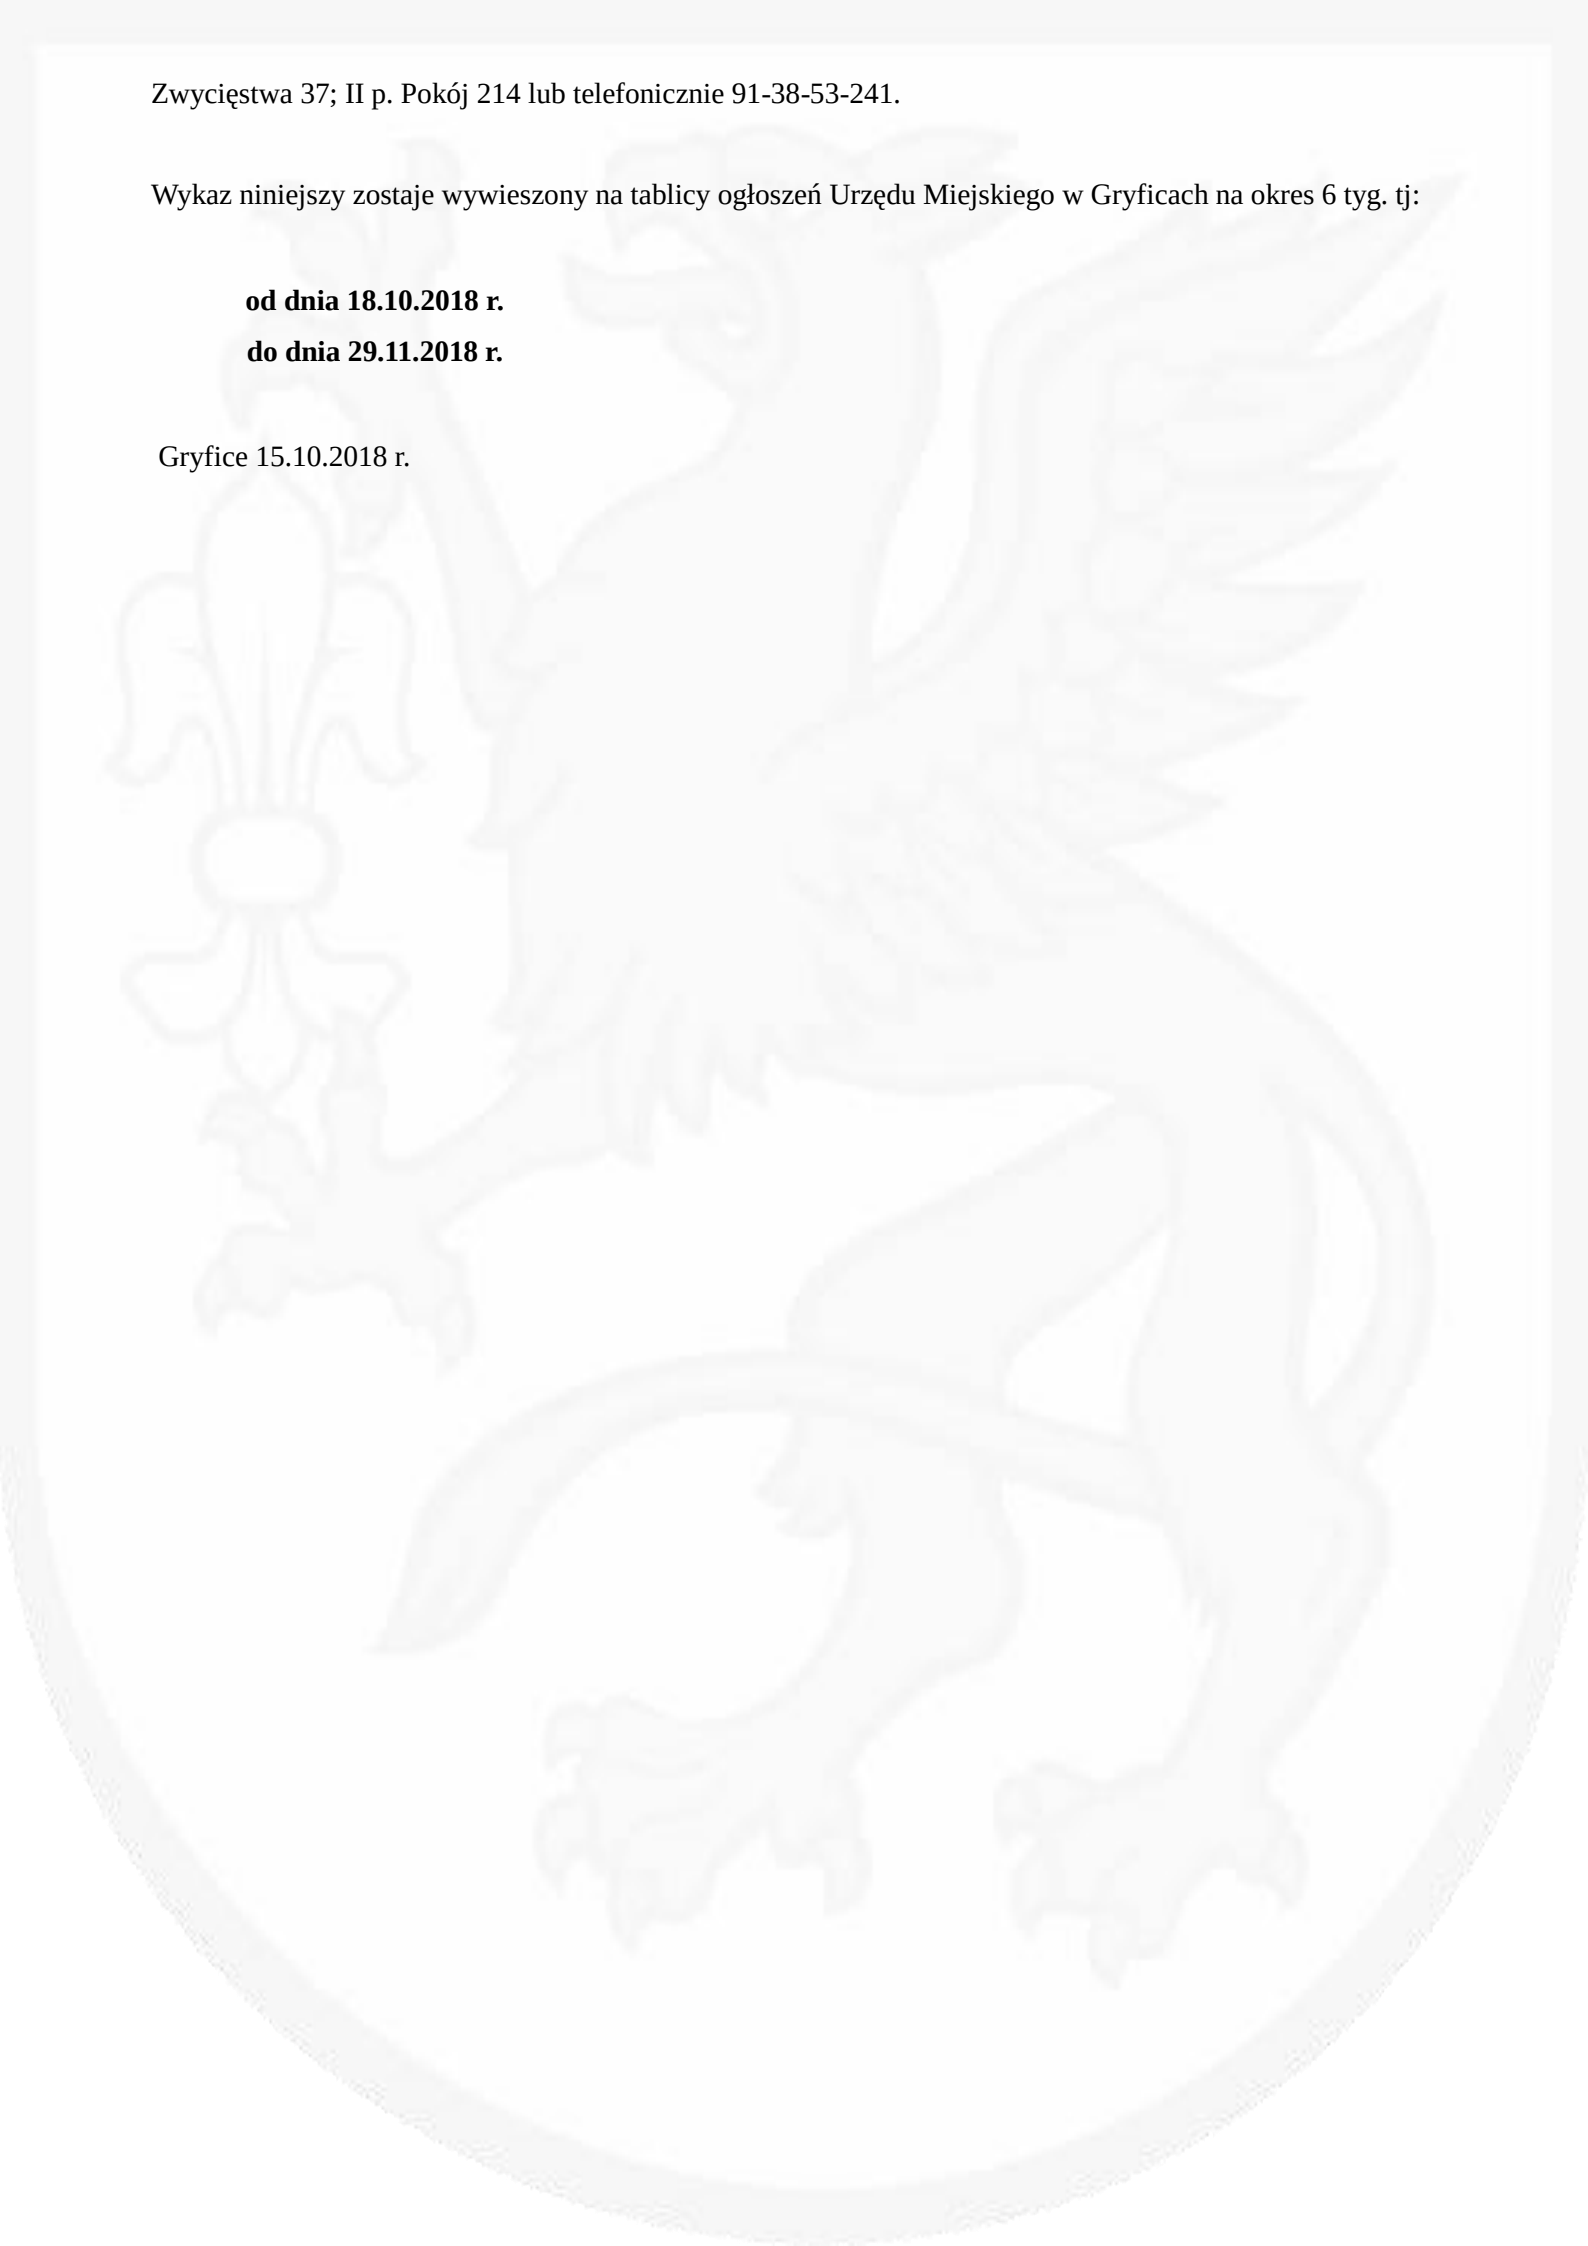 Zwycięstwa 37; II p. Pokój 214 lub telefonicznie 91-38-53-241.
Wykaz niniejszy zostaje wywieszony na tablicy ogłoszeń Urzędu Miejskiego w Gryficach na okres 6 tyg. tj:
od dnia 18.10.2018 r.
do dnia 29.11.2018 r.
Gryfice 15.10.2018 r.